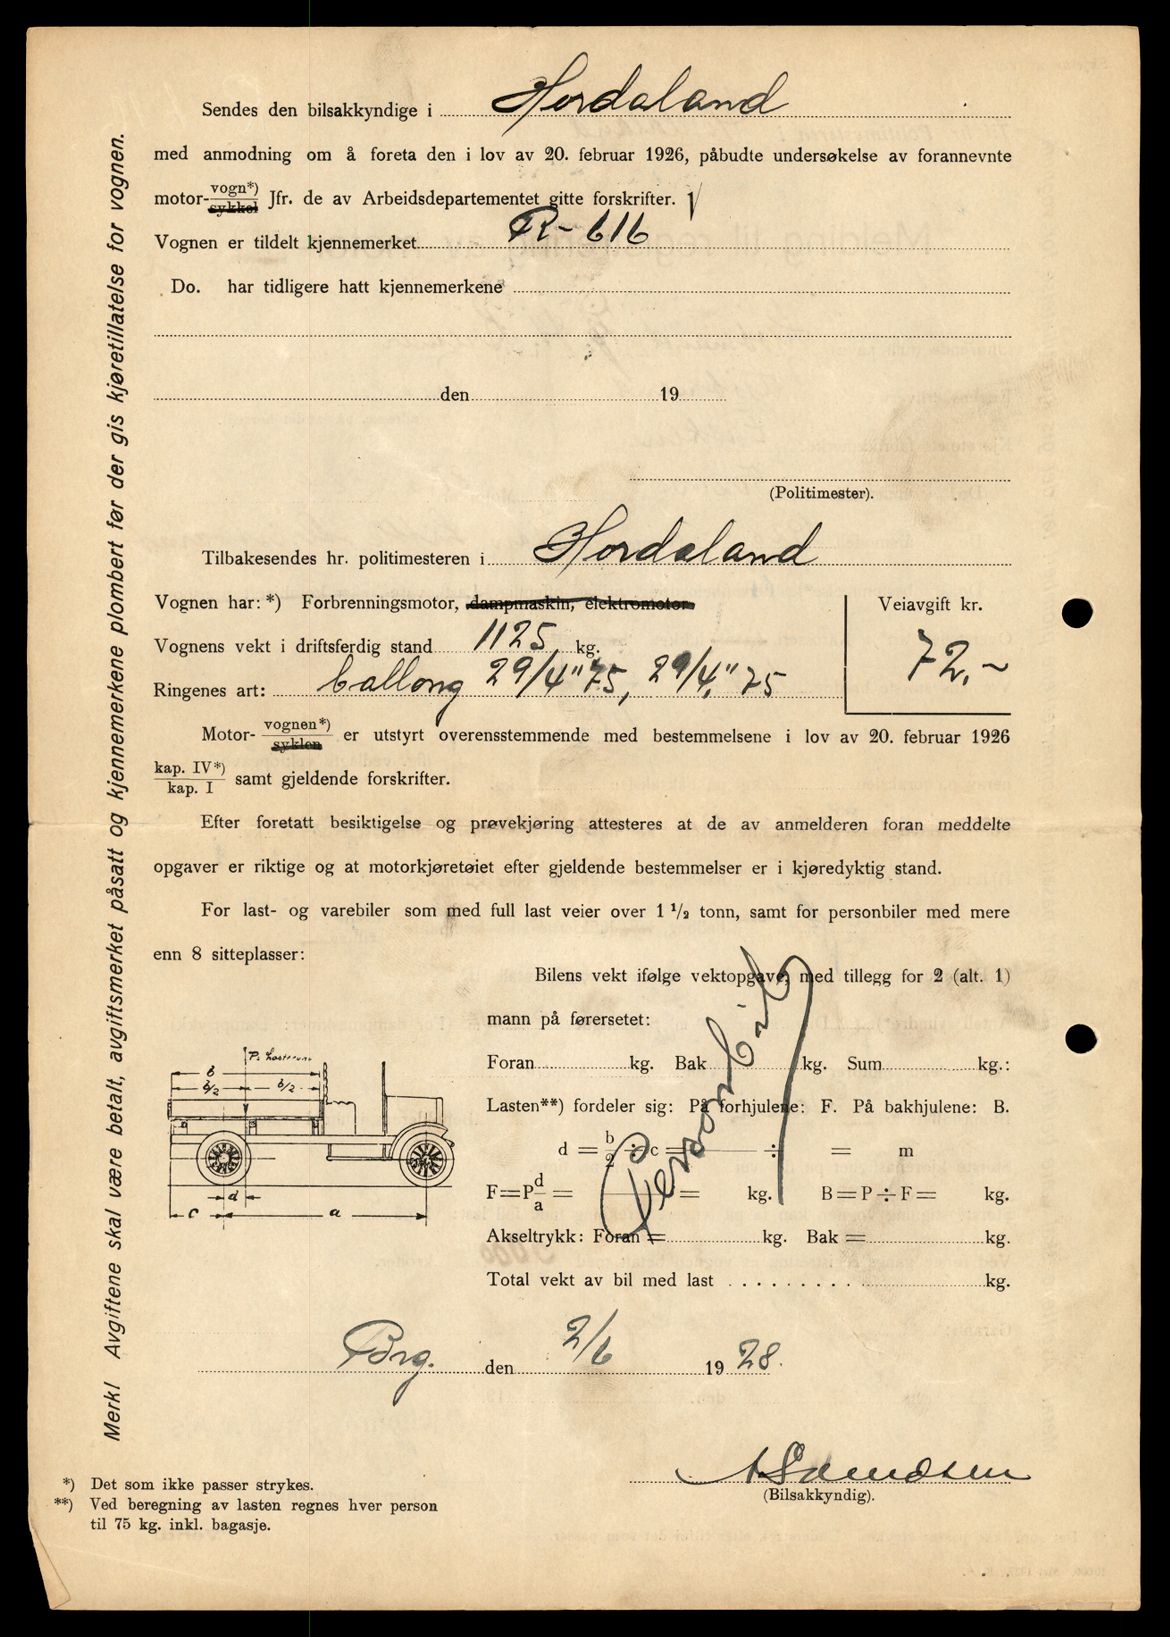 Sendes den bilsakkyndige i Hordaland
med anmodning om å foreta den i lov av 20. februar 1926, påbudte undersøkelse av forannevnte
motor- vogn*) sykkel Jfr. de av Arbeidsdepartementet gitte forskrifter.
Vognen er tildelt kjennemerket R-616
Do. har tidligere hatt kjennemerkene
den 19
(Politimester).
Tilbakesendes hr. politimesteren i Hordaland
Vognen har: *) Forbrenningsmotor, dampmaskin, elektromotor
Veiavgift kr.
72.-
Vognens vekt i driftsferdig stand 1125 kg.
Ringenes art: ballong 29/4" 75, 29/4" 75
Motor- vognen*) syklen er utstyrt overensstemmende med bestemmelsene i lov av 20. februar 1926
kap. IV*) kap. I samt gjeldende forskrifter.
Efter foretatt besiktigelse og prøvekjøring attesteres at de av anmelderen foran meddelte
opgaver er riktige og at motorkjøretøiet efter gjeldende bestemmelser er i kjøredyktig stand.
For last- og varebiler som med full last veier over 1 1/2 tonn, samt for personbiler med mere
enn 8 sitteplasser:
Bilens vekt ifølge vektopgave, med tillegg for 2 (alt. 1)
mann på førersetet:
Foran kg. Bak kg. Sum kg.:
Lasten**) fordeler sig: På forhjulene: F. På bakhjulene: B.
d = b/2 ÷ c = ÷ = m
F = P d/a = = kg. B = P ÷ F = kg.
Akseltrykk: Foran = kg. Bak = kg.
Total vekt av bil med last . . . . . . . . . kg.
Personbil
P.
b
b/2 b/2
d
c a
Brg. den 2/6 1928.
(Bilsakkyndig).
*) Det som ikke passer strykes.
**) Ved beregning av lasten regnes hver person
til 75 kg. inkl. bagasje.
Merk! Avgiftene skal være betalt, avgiftsmerket påsatt og kjennemerkene plombert før der gis kjøretillatelse for vognen.